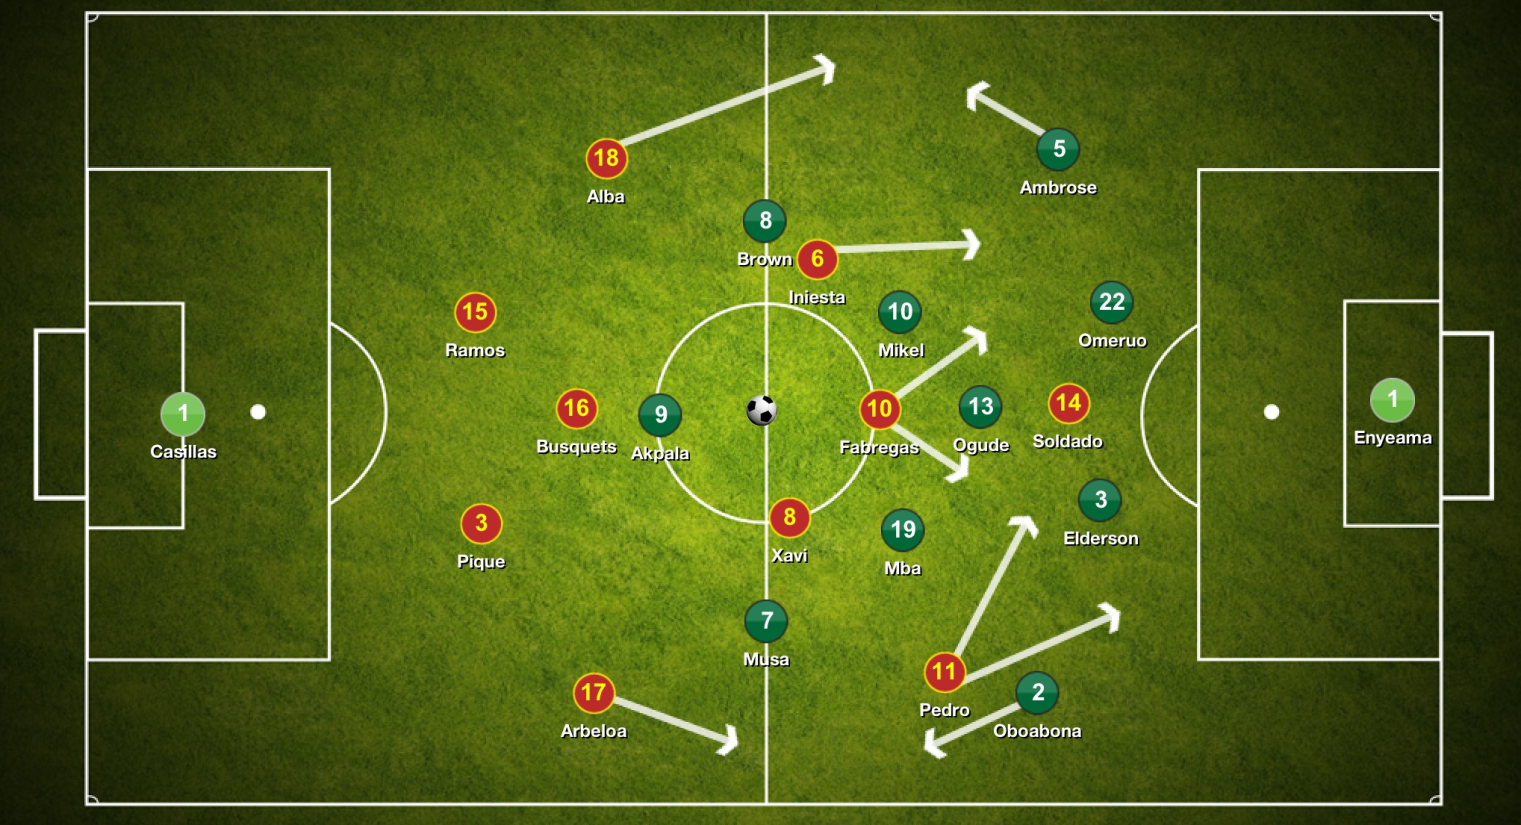 18
Alba
5
Ambrose
8
Brown
6
Iniesta
15
Ramos
10
Mikel
22
Omeruo
1
Casillas
16
Busquets
9
Akpala
10
Fabregas
13
Ogude
14
Soldado
1
Enyeama
3
Pique
8
Xavi
19
Mba
3
Elderson
7
Musa
17
Arbeloa
11
Pedro
2
Oboabona